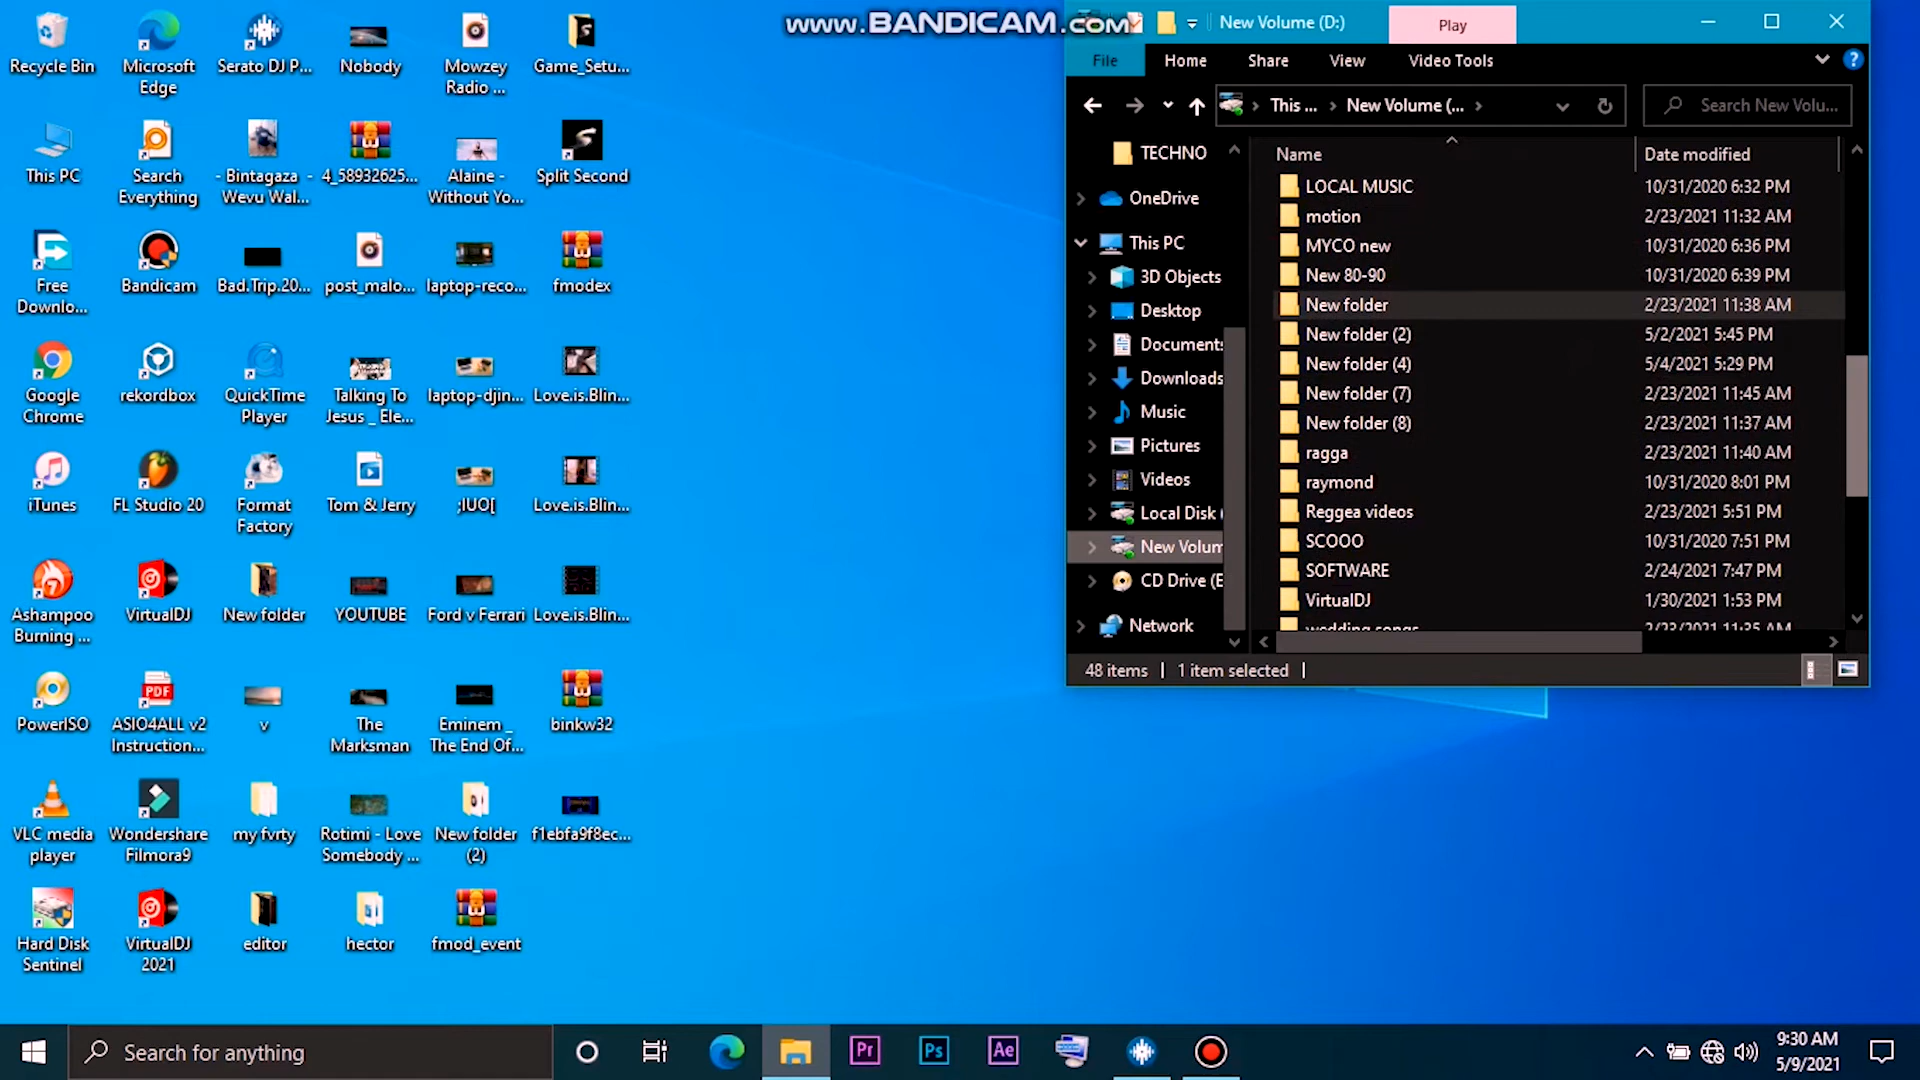 Recycle Bin
Microsoft
Edge
Serato DJ P...
Nobody
Mowzey
Radio ...
Game_Setu...
This PC
Search
Everything
- Bintagaza -
Wevu Wal...
4_58932625...
Alaine -
Without Yo...
Split Second
Free
Downlo...
Bandicam
Bad.Trip.20...
post_malo...
laptop-reco...
fmodex
Google
Chrome
rekordbox
QuickTime
Player
Talking To
Jesus _ Ele...
laptop-djin...
Love.is.Blin...
iTunes
FL Studio 20
Format
Factory
Tom & Jerry
;IUO[
Love.is.Blin...
Ashampoo
Burning ...
VirtualDJ
New folder
YOUTUBE
Ford v Ferrari
Love.is.Blin...
PowerISO
PDF
ASIO4ALL v2
Instruction...
v
The
Marksman
Eminem _
The End Of...
binkw32
VLC media
player
Wondershare
Filmora9
my fvrty
Rotimi - Love
Somebody ...
New folder
(2)
f1ebfa9f8ec...
Hard Disk
Sentinel
VirtualDJ
2021
editor
hector
fmod_event
www.BANDICAM.com
New Volume (D:)
Play
File
Home
Share
View
Video Tools
This ...
New Volume (...
Search New Volu...
TECHNO
OneDrive
This PC
3D Objects
Desktop
Documents
Downloads
Music
Pictures
Videos
Local Disk (
New Volum
CD Drive (E
Network
Name
Date modified
LOCAL MUSIC 10/31/2020 6:32 PM
motion 2/23/2021 11:32 AM
MYCO new 10/31/2020 6:36 PM
New 80-90 10/31/2020 6:39 PM
New folder 2/23/2021 11:38 AM
New folder (2) 5/2/2021 5:45 PM
New folder (4) 5/4/2021 5:29 PM
New folder (7) 2/23/2021 11:45 AM
New folder (8) 2/23/2021 11:37 AM
ragga 2/23/2021 11:40 AM
raymond 10/31/2020 8:01 PM
Reggea videos 2/23/2021 5:51 PM
SCOOO 10/31/2020 7:51 PM
SOFTWARE 2/24/2021 7:47 PM
VirtualDJ 1/30/2021 1:53 PM
wedding songs 2/23/2021 11:35 AM
48 items
1 item selected
Search for anything
Pr
Ps
Ae
9:30 AM
5/9/2021